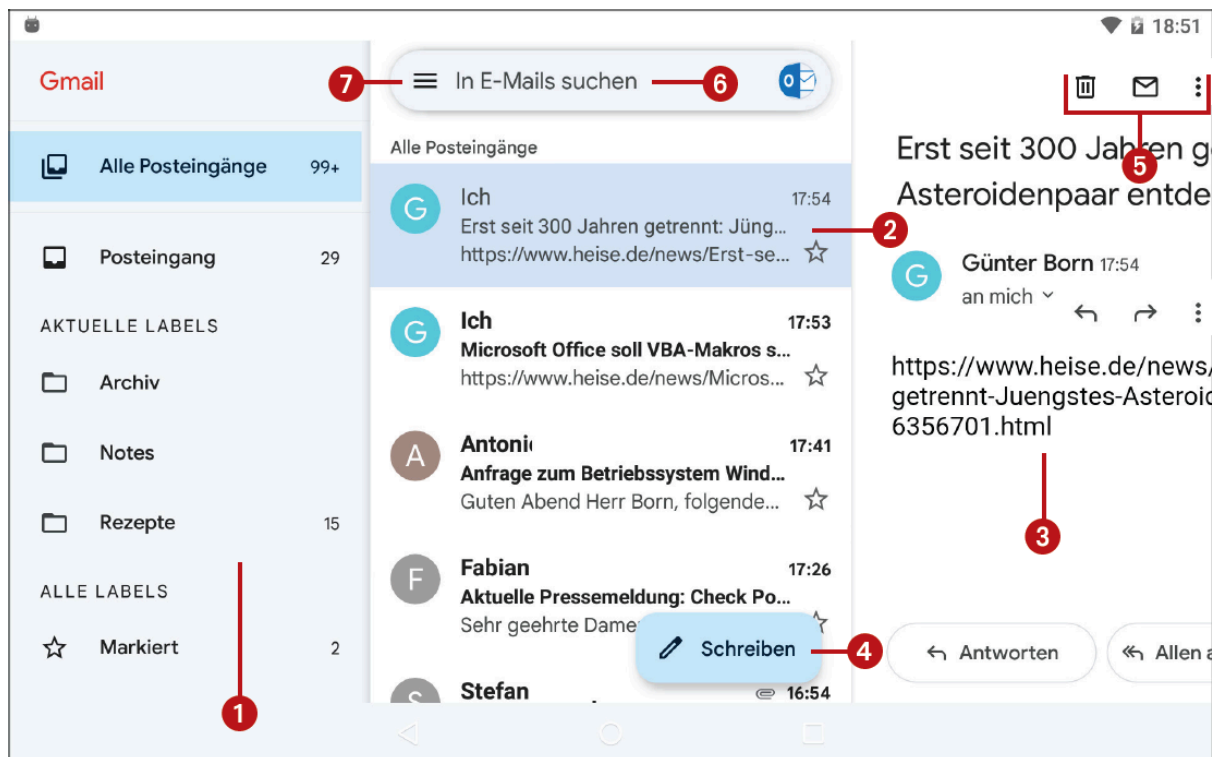 18:51
Gmail
Alle Posteingänge 99+
Posteingang 29
AKTUELLE LABELS
Archiv
Notes
Rezepte 15
ALLE LABELS
Markiert 2
1
7
In E-Mails suchen
6
Alle Posteingänge
G
Ich 17:54
Erst seit 300 Jahren getrennt: Jüng...
https://www.heise.de/news/Erst-se...
2
G
Ich 17:53
Microsoft Office soll VBA-Makros s...
https://www.heise.de/news/Micros...
A
Antoni 17:41
Anfrage zum Betriebssystem Wind...
Guten Abend Herr Born, folgende...
F
Fabian 17:26
Aktuelle Pressemeldung: Check Po...
Sehr geehrte Dame
Schreiben
4
S
Stefan 16:54
5
Erst seit 300 Jahren g
Asteroidenpaar entde
G
Günter Born 17:54
an mich
https://www.heise.de/news/
getrennt-Juengstes-Asteroid
6356701.html
3
Antworten
Allen a